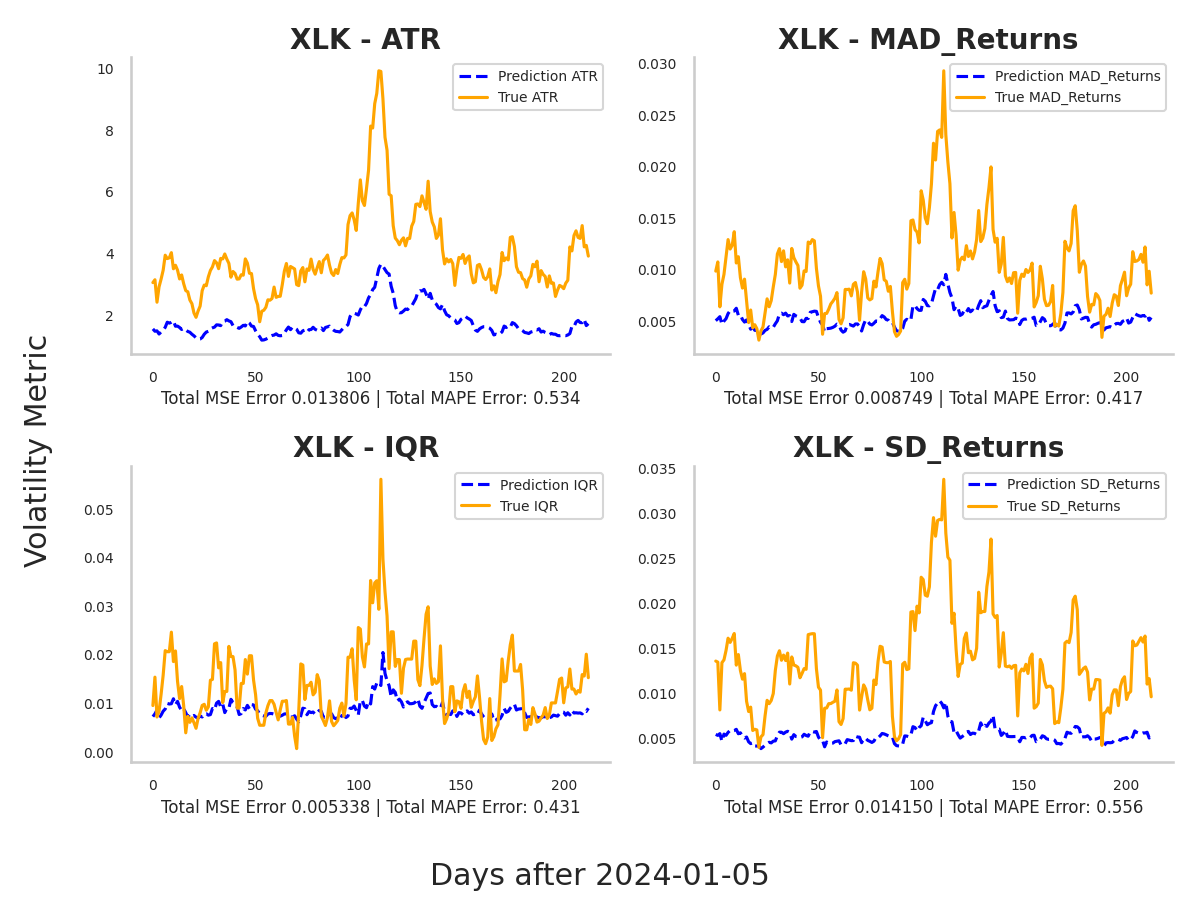 XLK - ATR
10
8
6
4
2
Prediction ATR
True ATR
0 50 100 150 200
Total MSE Error 0.013806 | Total MAPE Error: 0.534
XLK - MAD_Returns
0.030
0.025
0.020
0.015
0.010
0.005
Prediction MAD_Returns
True MAD_Returns
0 50 100 150 200
Total MSE Error 0.008749 | Total MAPE Error: 0.417
Volatility Metric
XLK - IQR
0.05
0.04
0.03
0.02
0.01
0.00
Prediction IQR
True IQR
0 50 100 150 200
Total MSE Error 0.005338 | Total MAPE Error: 0.431
XLK - SD_Returns
0.035
0.030
0.025
0.020
0.015
0.010
0.005
Prediction SD_Returns
True SD_Returns
0 50 100 150 200
Total MSE Error 0.014150 | Total MAPE Error: 0.556
Days after 2024-01-05